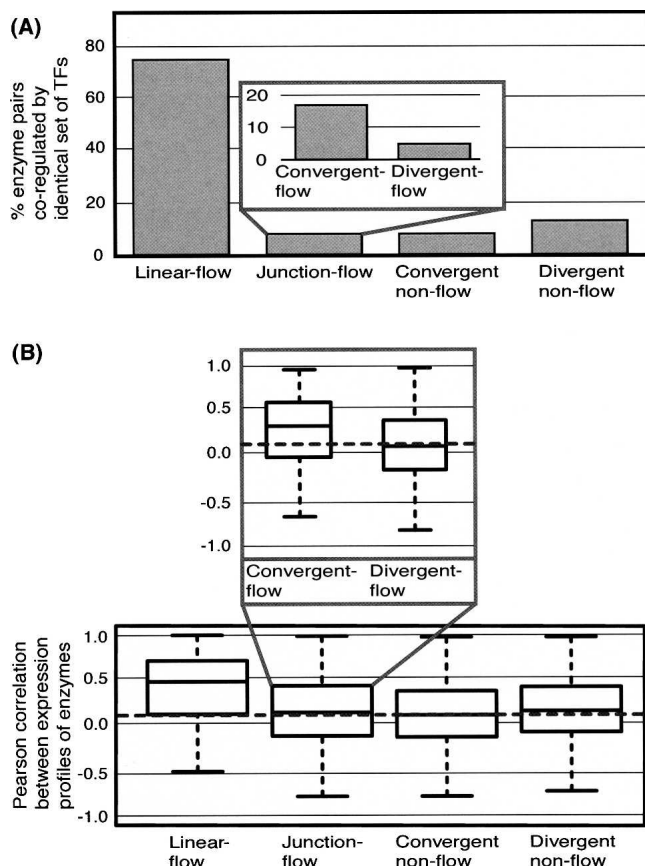 (A)
% enzyme pairs
co-regulated by
identical set of TFs
80
60
40
20
0
20
10
0
Convergent-
flow
Divergent-
flow
Linear-flow
Junction-flow
Convergent
non-flow
Divergent
non-flow
(B)
1.0
0.5
0.0
-0.5
-1.0
Convergent-
flow
Divergent-
flow
Pearson correlation
between expression
profiles of enzymes
1.0
0.5
0.0
-0.5
-1.0
Linear-
flow
Junction-
flow
Convergent
non-flow
Divergent
non-flow